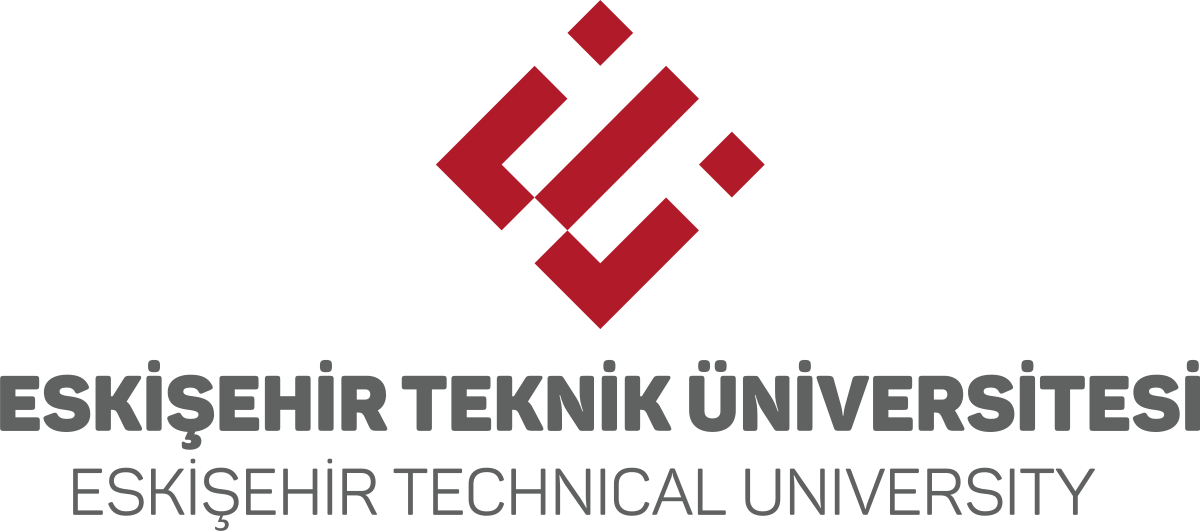 ESKİŞEHİR TEKNİK ÜNİVERSİTESİ
ESKİŞEHİR TECHNICAL UNIVERSITY